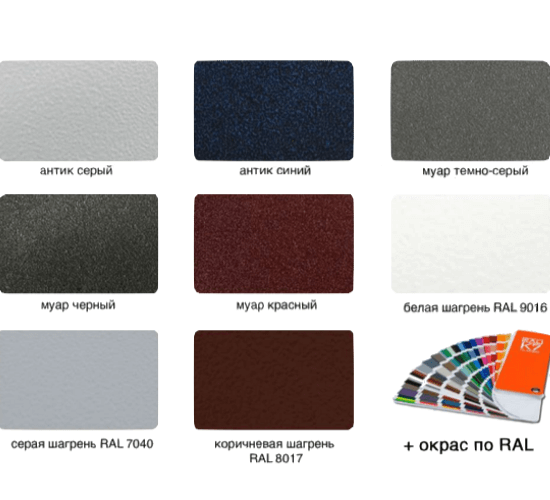 антик серый
антик синий
муар темно-серый
муар черный
муар красный
белая шагрень RAL 9016
серая шагрень RAL 7040
коричневая шагрень
RAL 8017
K7
+ окрас по RAL